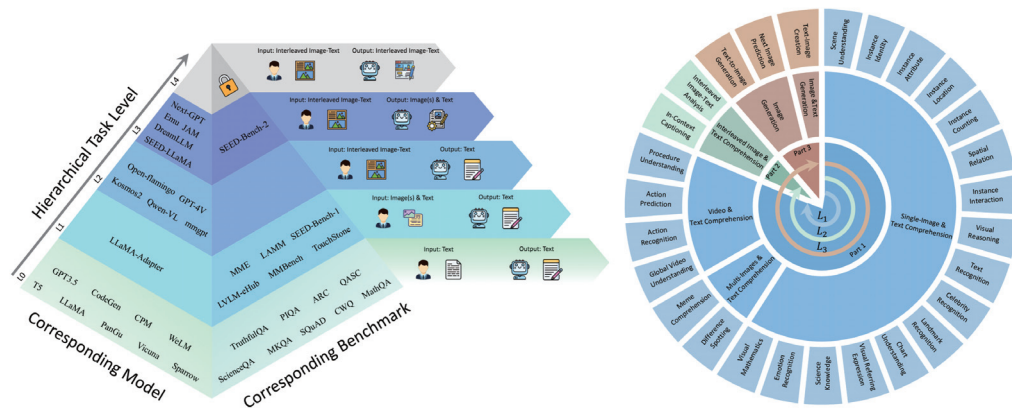 Hierarchical Task Level
L4
L3
L2
L1
L0
Next-GPT
Emu JAM
DreamLLM
SEED-LLaMA
SEED-Bench-2
Open-flamingo GPT-4V
Kosmos2 Qwen-VL mmgpt
LLaMA-Adapter
MME LAMM SEED-Bench-1
LVLM-eHub MMBench TouchStone
GPT3.5 CodeGen CPM WeLM
T5 LLaMA PanGu Vicuna Sparrow
TruthfulQA PIQA ARC QASC
ScienceQA MKQA SQuAD CWQ MathQA
Corresponding Model
Corresponding Benchmark
Input: Interleaved Image-Text
Output: Interleaved Image-Text
Input: Interleaved Image-Text
Output: Image(s) & Text
Input: Interleaved Image-Text
Output: Text
Input: Image(s) & Text
Output: Text
Input: Text
Output: Text
Scene
Understanding
Instance
Identity
Instance
Attribute
Instance
Location
Instance
Counting
Spatial
Relation
Instance
Interaction
Visual
Reasoning
Text
Recognition
Celebrity
Recognition
Landmark
Recognition
Chart
Understanding
Visual Referring
Expression
Science
Knowledge
Emotion
Recognition
Visual
Mathematics
Difference
Spotting
Meme
Comprehension
Global Video
Understanding
Action
Recognition
Action
Prediction
Procedure
Understanding
In-Context
Captioning
Interleaved
Image-Text
Analysis
Text-to-Image
Generation
Next Image
Prediction
Text-Image
Creation
Single-Image &
Text Comprehension
Multi-Images &
Text Comprehension
Video &
Text Comprehension
Interleaved Image &
Text Comprehension
Image
Generation
Image &Text
Generation
Part 1
Part 2
Part 3
L1
L2
L3